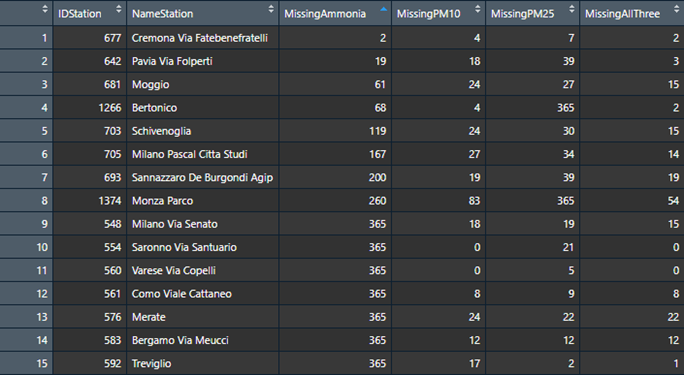 IDStation NameStation MissingAmmonia MissingPM10 MissingPM25 MissingAllThree
1 677 Cremona Via Fatebenefratelli 2 4 7 2
2 642 Pavia Via Folperti 19 18 39 3
3 681 Moggio 61 24 27 15
4 1266 Bertonico 68 4 365 2
5 703 Schivenoglia 119 24 30 15
6 705 Milano Pascal Citta Studi 167 27 34 14
7 693 Sannazzaro De Burgondi Agip 200 19 39 19
8 1374 Monza Parco 260 83 365 54
9 548 Milano Via Senato 365 18 19 15
10 554 Saronno Via Santuario 365 0 21 0
11 560 Varese Via Copelli 365 0 5 0
12 561 Como Viale Cattaneo 365 8 9 8
13 576 Merate 365 24 22 22
14 583 Bergamo Via Meucci 365 12 12 12
15 592 Treviglio 365 17 2 1